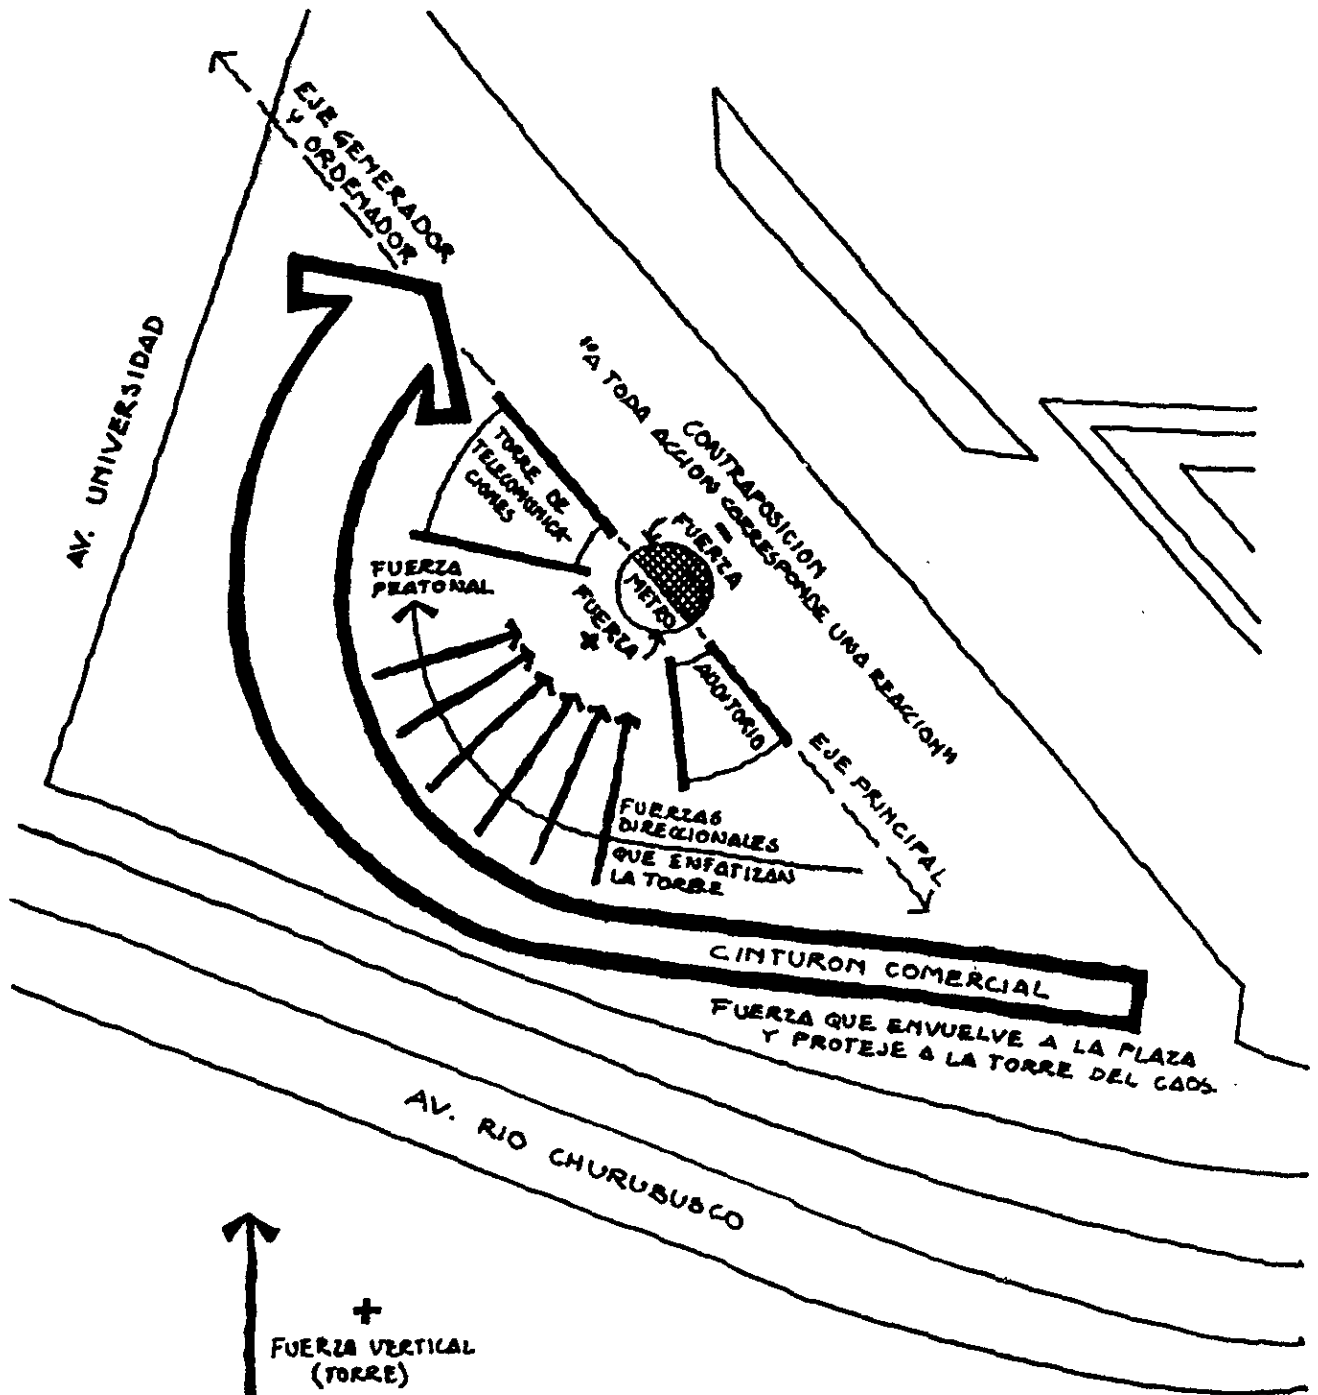 EJE GENERADOR
Y ORDENADOR
AV. UNIVERSIDAD
"A TODA ACCION CORRESPONDE UNA REACCION"
CONTRAPOSICION
TORRE DE
TELECOMUNICA-
CIONES
- FUERZA
METRO
FUERZA
+
FUERZA
PEATONAL
AUDITORIO
EJE PRINCIPAL
FUERZAS
DIRECCIONALES
QUE ENFATIZAN
LA TORRE
CINTURON COMERCIAL
FUERZA QUE ENVUELVE A LA PLAZA
Y PROTEJE A LA TORRE DEL CAOS.
AV. RIO CHURUBUSCO
+
FUERZA VERTICAL
(TORRE)